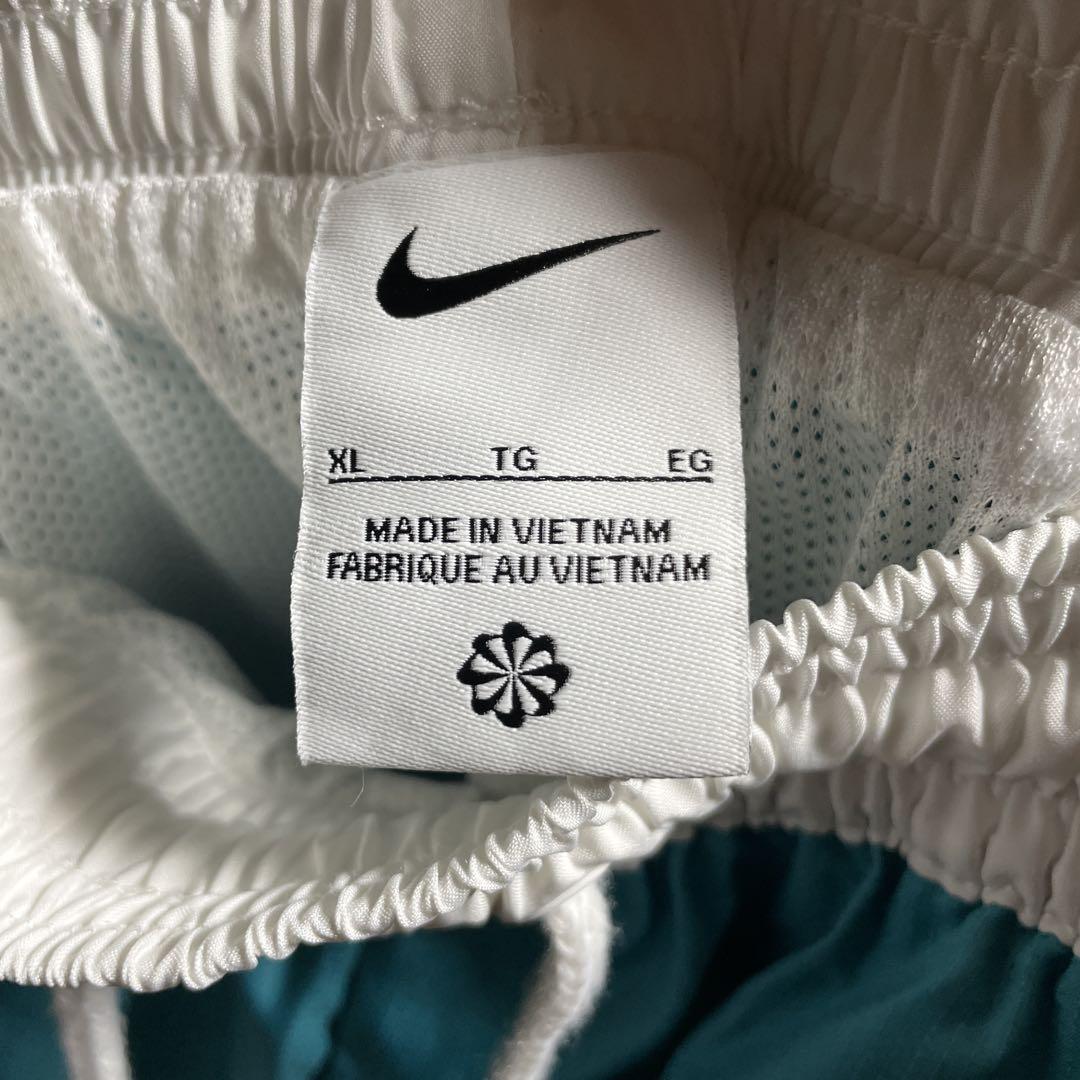 XL TG EG
MADE IN VIETNAM
FABRIQUE AU VIETNAM